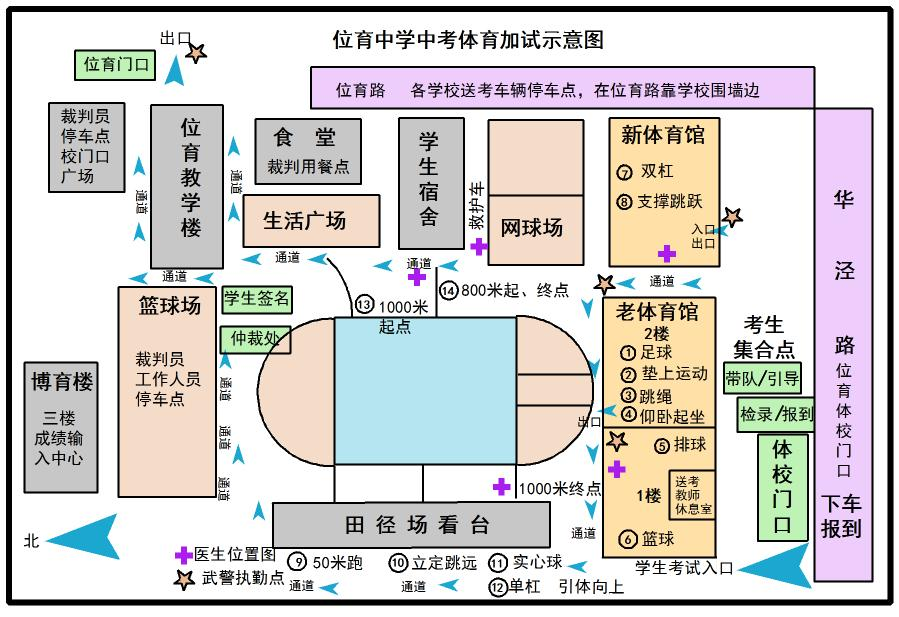 位育中学中考体育加试示意图
出口
位育门口
位育路 各学校送考车辆停车点，在位育路靠学校围墙边
裁判员
停车点
校门口
广场
通道
位育教学楼
通道
食 堂
裁判用餐点
生活广场
通道
学生宿舍
通道
救护车
网球场
新体育馆
⑦ 双杠
⑧ 支撑跳跃
入口
出口
通道
华泾路
位育体校门口
下车
报到
通道
篮球场
裁判员
工作人员
停车点
学生签名
仲裁处
⑬ 1000米
起点
⑭ 800米起、终点
老体育馆
2楼
① 足球
② 垫上运动
③ 跳绳
④ 仰卧起坐
出口
⑤ 排球
1楼
送考
教师
休息室
⑥ 篮球
考生
集合点
带队/引导
检录/报到
体校门口
博育楼
三楼
成绩输
入中心
通道
通道
通道
1000米终点
通道
田径场看台
北
医生位置图
武警执勤点
⑨ 50米跑
⑩ 立定跳远
⑪ 实心球
⑫ 单杠 引体向上
通道
通道
学生考试入口